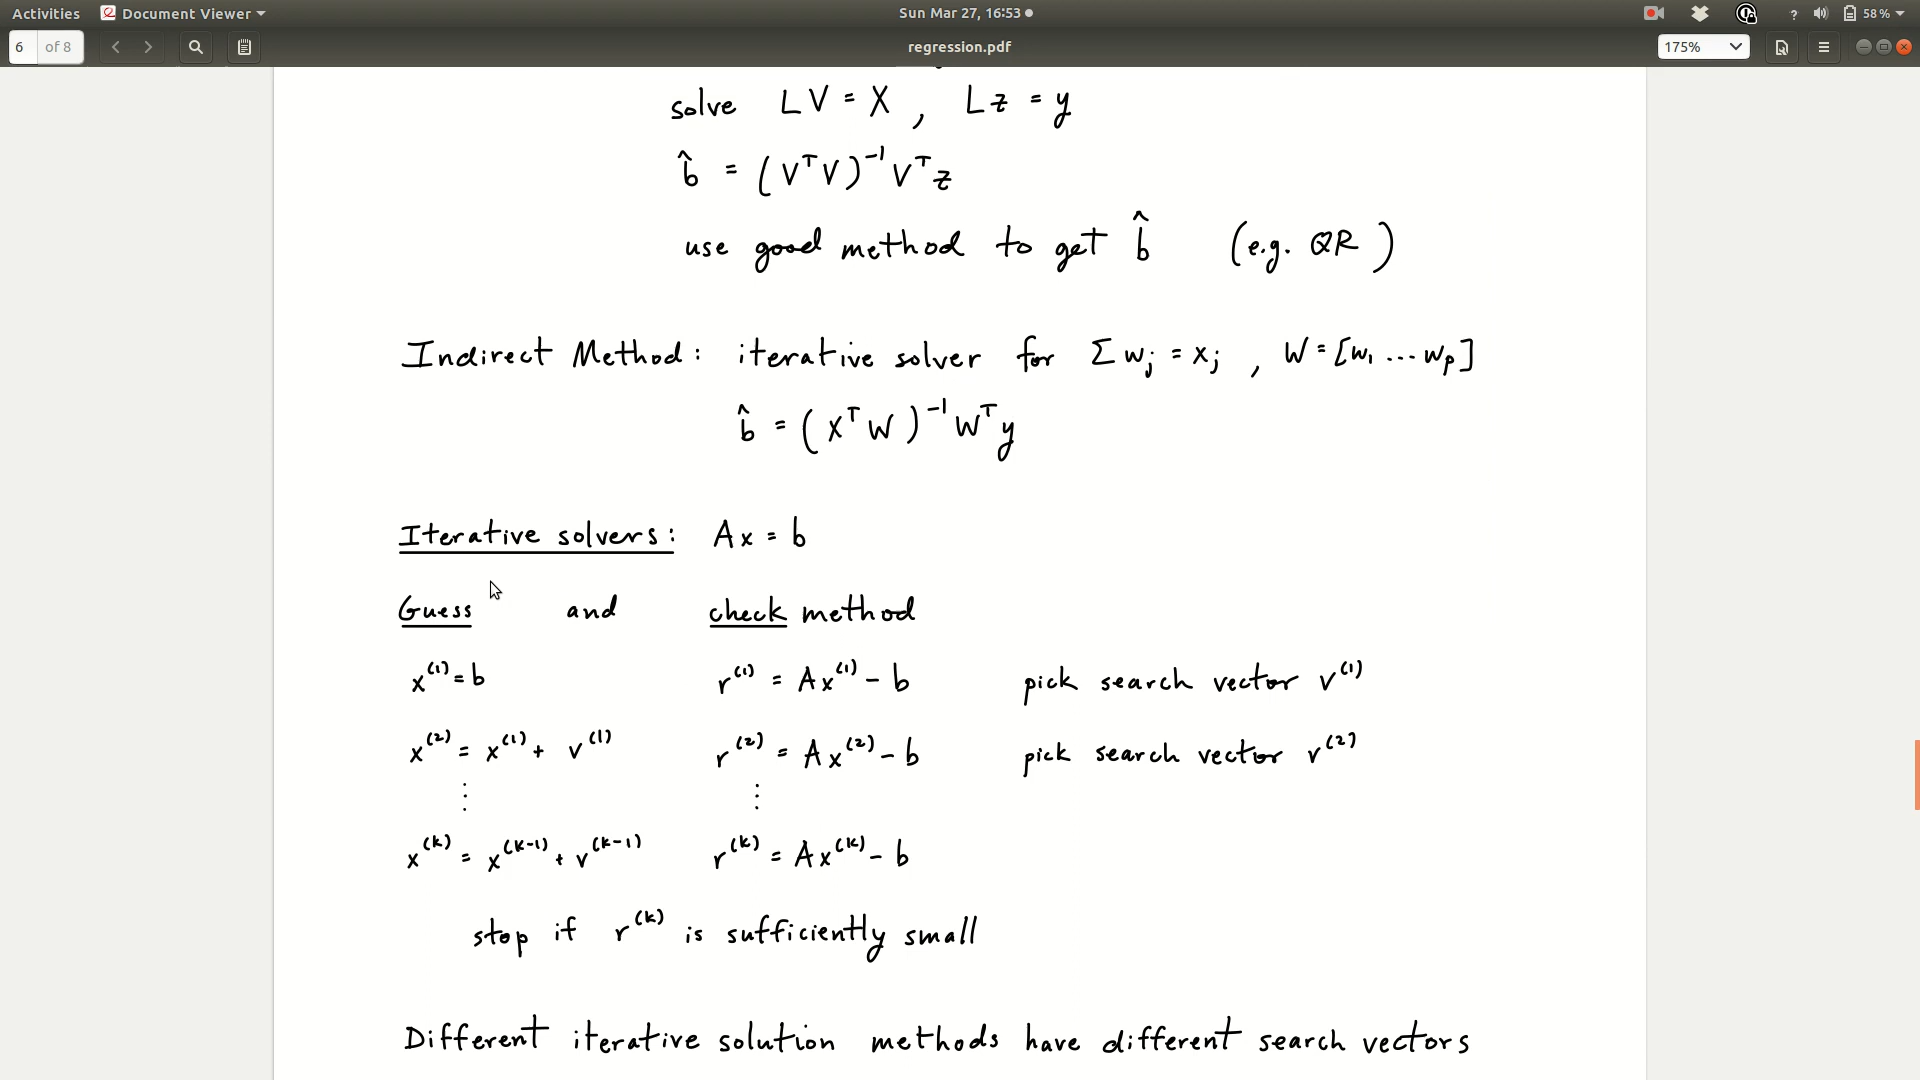 Activities Document Viewer Sun Mar 27, 16:53 ? 58%
6 of 8 regression.pdf 175%
solve LV = X , Lz = y
b̂ = (VᵀV)⁻¹Vᵀz
use good method to get b̂ (e.g. QR)
Indirect Method: iterative solver for Σwⱼ = xⱼ , W = [w₁ ... wₚ]
b̂ = (XᵀW)⁻¹Wᵀy
Iterative solvers: Ax = b
Guess and check method
x⁽¹⁾ = b r⁽¹⁾ = Ax⁽¹⁾ - b pick search vector v⁽¹⁾
x⁽²⁾ = x⁽¹⁾ + v⁽¹⁾ r⁽²⁾ = Ax⁽²⁾ - b pick search vector v⁽²⁾
⋮ ⋮
x⁽ᵏ⁾ = x⁽ᵏ⁻¹⁾ + v⁽ᵏ⁻¹⁾ r⁽ᵏ⁾ = Ax⁽ᵏ⁾ - b
stop if r⁽ᵏ⁾ is sufficiently small
Different iterative solution methods have different search vectors